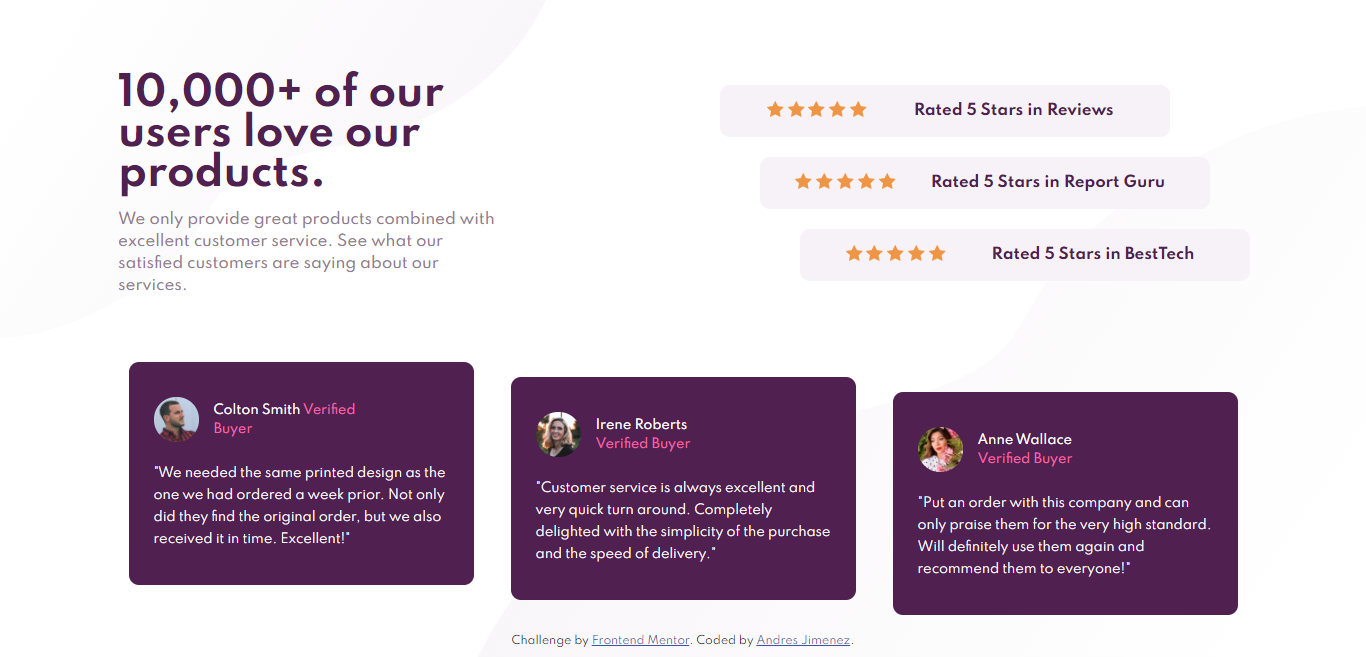 10,000+ of our
users love our
products.
We only provide great products combined with
excellent customer service. See what our
satisfied customers are saying about our
services.
Rated 5 Stars in Reviews
Rated 5 Stars in Report Guru
Rated 5 Stars in BestTech
Colton Smith Verified
Buyer
"We needed the same printed design as the
one we had ordered a week prior. Not only
did they find the original order, but we also
received it in time. Excellent!"
Irene Roberts
Verified Buyer
"Customer service is always excellent and
very quick turn around. Completely
delighted with the simplicity of the purchase
and the speed of delivery."
Anne Wallace
Verified Buyer
"Put an order with this company and can
only praise them for the very high standard.
Will definitely use them again and
recommend them to everyone!"
Challenge by Frontend Mentor. Coded by Andres Jimenez.